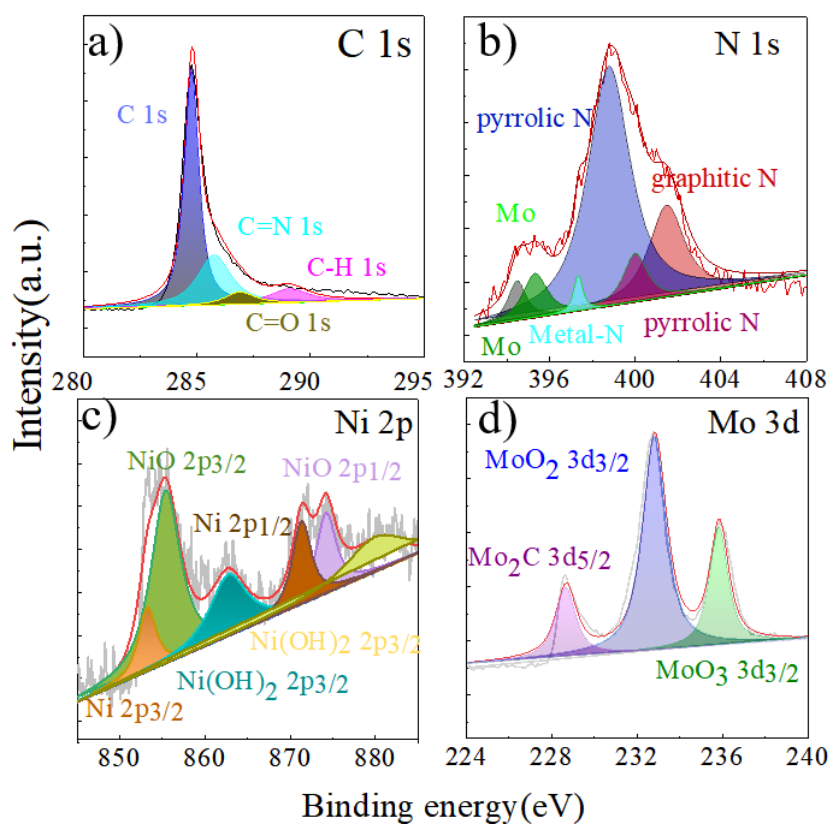 Intensity(a.u.)
a) C 1s
C 1s
C=N 1s
C-H 1s
C=O 1s
280 285 290 295
b) N 1s
pyrrolic N
graphitic N
Mo
Mo
Metal-N
pyrrolic N
392 396 400 404 408
c) Ni 2p
NiO 2p3/2
NiO 2p1/2
Ni 2p1/2
Ni(OH)2 2p3/2
Ni(OH)2 2p3/2
Ni 2p3/2
850 860 870 880
d) Mo 3d
MoO2 3d3/2
Mo2C 3d5/2
MoO3 3d3/2
224 228 232 236 240
Binding energy(eV)